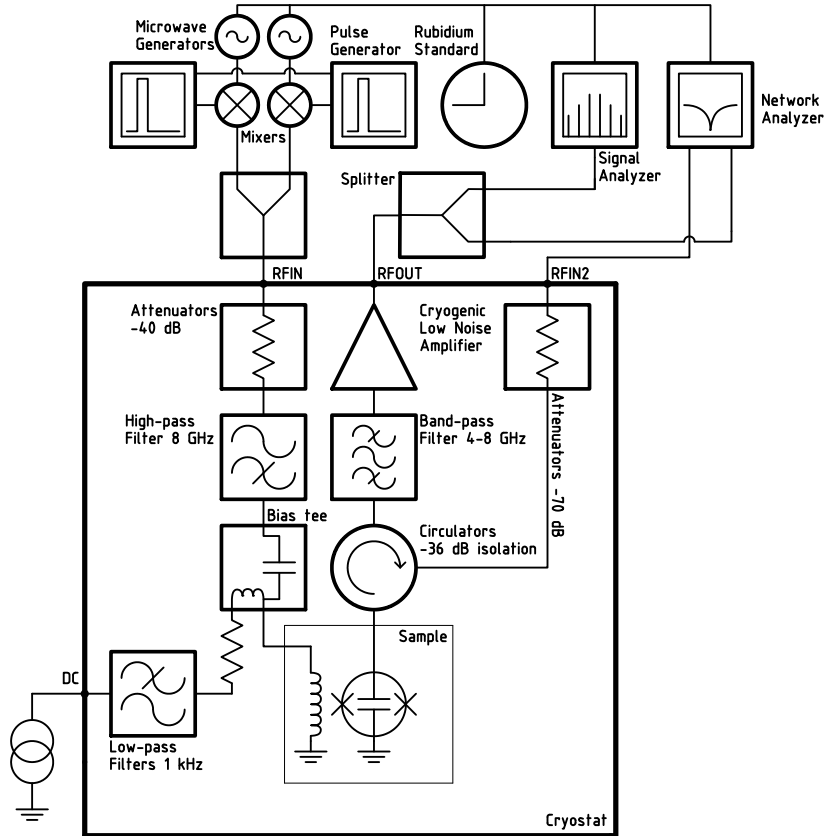 Microwave
Generators
Pulse
Generator
Rubidium
Standard
Network
Analyzer
Mixers
Signal
Analyzer
Splitter
RFIN
RFOUT
RFIN2
Attenuators
-40 dB
Cryogenic
Low Noise
Amplifier
Attenuators -70 dB
High-pass
Filter 8 GHz
Band-pass
Filter 4-8 GHz
Bias tee
Circulators
-36 dB isolation
Sample
DC
Low-pass
Filters 1 kHz
Cryostat